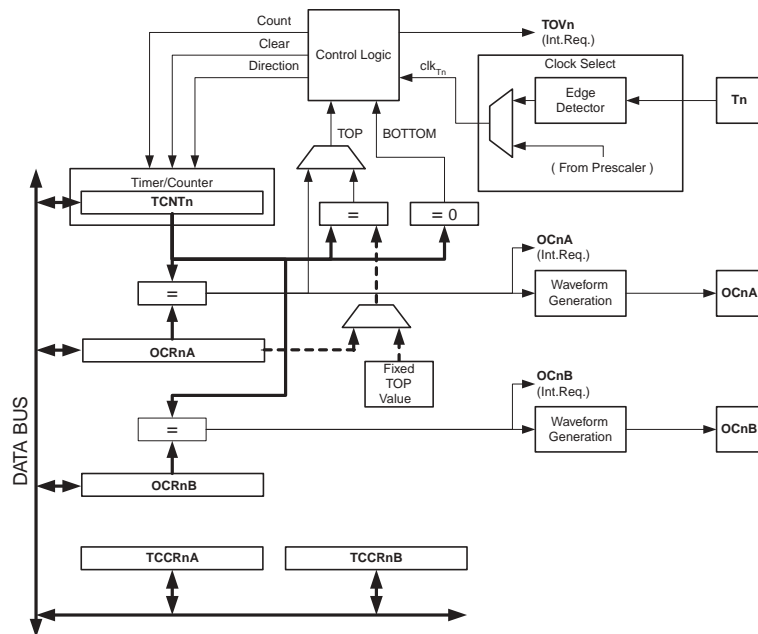 Count
Clear
Direction
Control Logic
TOVn
(Int.Req.)
clkTn
Clock Select
Edge
Detector
Tn
( From Prescaler )
TOP
BOTTOM
Timer/Counter
TCNTn
=
= 0
OCnA
(Int.Req.)
=
Waveform
Generation
OCnA
OCRnA
Fixed
TOP
Value
OCnB
(Int.Req.)
=
Waveform
Generation
OCnB
OCRnB
DATA BUS
TCCRnA
TCCRnB